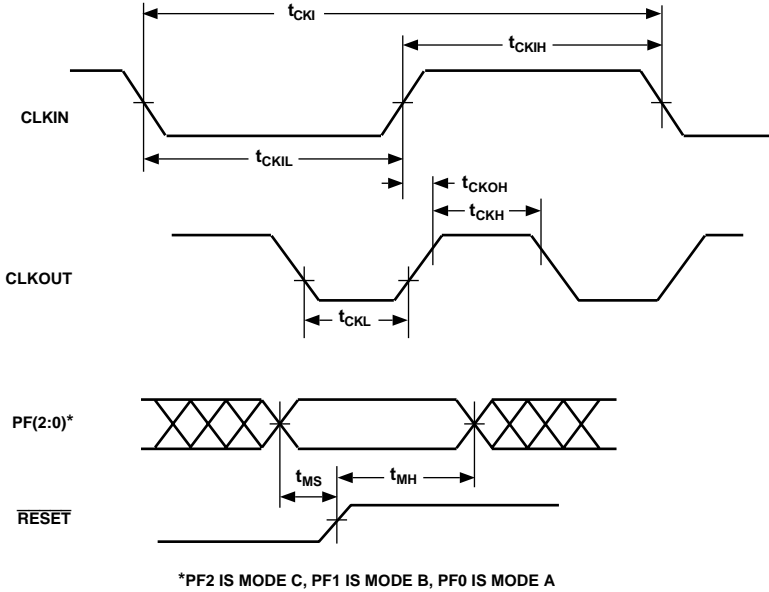 tCKI
tCKIH
CLKIN
tCKIL
tCKOH
tCKH
CLKOUT
tCKL
PF(2:0)*
tMS
tMH
RESET
*PF2 IS MODE C, PF1 IS MODE B, PF0 IS MODE A